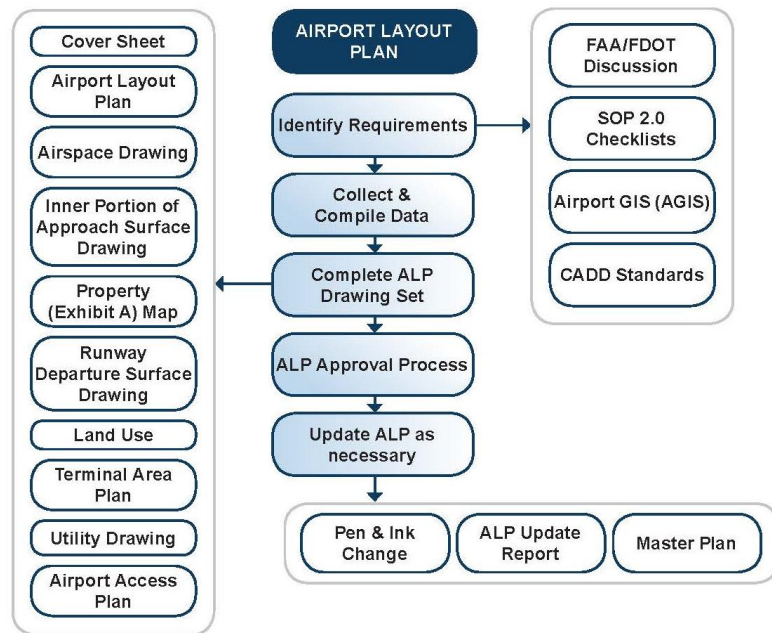 AIRPORT LAYOUT
PLAN
Identify Requirements
Collect &
Compile Data
Complete ALP
Drawing Set
ALP Approval Process
Update ALP as
necessary
Cover Sheet
Airport Layout
Plan
Airspace Drawing
Inner Portion of
Approach Surface
Drawing
Property
(Exhibit A) Map
Runway
Departure Surface
Drawing
Land Use
Terminal Area
Plan
Utility Drawing
Airport Access
Plan
FAA/FDOT
Discussion
SOP 2.0
Checklists
Airport GIS (AGIS)
CADD Standards
Pen & Ink
Change
ALP Update
Report
Master Plan